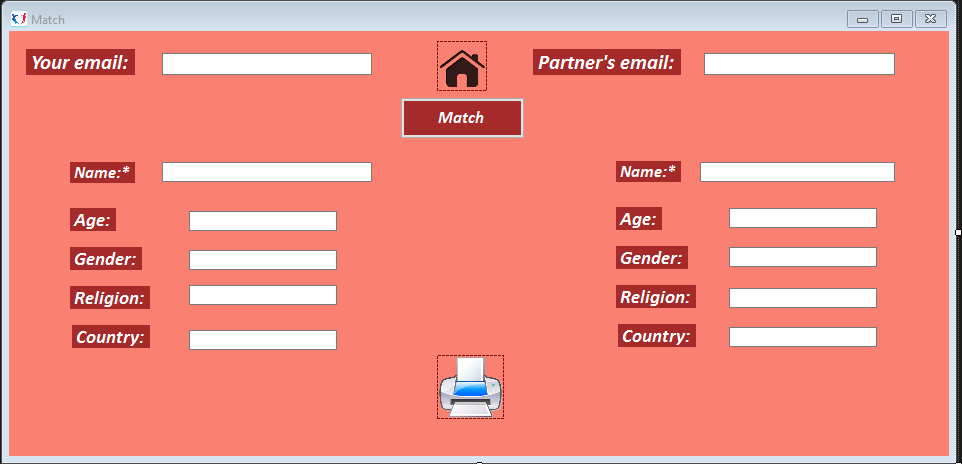 Match
Your email:
Partner's email:
Match
Name:*
Name:*
Age:
Age:
Gender:
Gender:
Religion:
Religion:
Country:
Country: